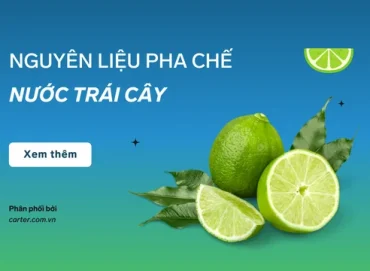 NGUYÊN LIỆU PHA CHẾ
NƯỚC TRÁI CÂY
Xem thêm
Phân phối bởi
carter.com.vn